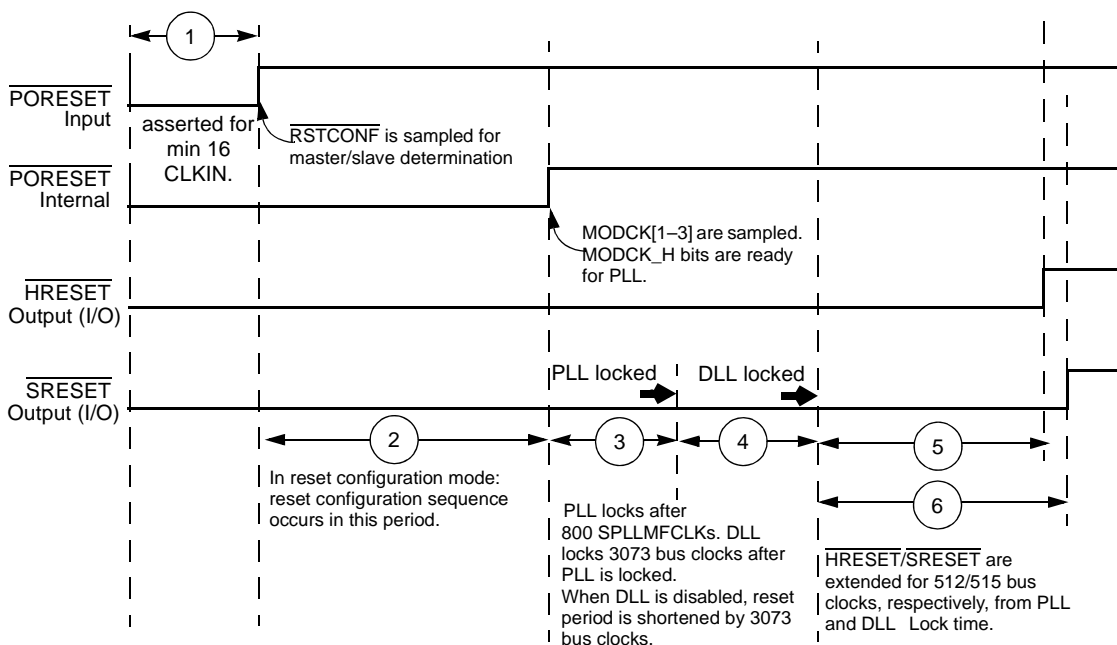 1
PORESET
Input
asserted for
min 16
CLKIN.
RSTCONF is sampled for
master/slave determination
PORESET
Internal
MODCK[1–3] are sampled.
MODCK_H bits are ready
for PLL.
HRESET
Output (I/O)
PLL locked
DLL locked
SRESET
Output (I/O)
2
3
4
5
6
In reset configuration mode:
reset configuration sequence
occurs in this period.
PLL locks after
800 SPLLMFCLKs. DLL
locks 3073 bus clocks after
PLL is locked.
When DLL is disabled, reset
period is shortened by 3073
bus clocks.
HRESET/SRESET are
extended for 512/515 bus
clocks, respectively, from PLL
and DLL Lock time.